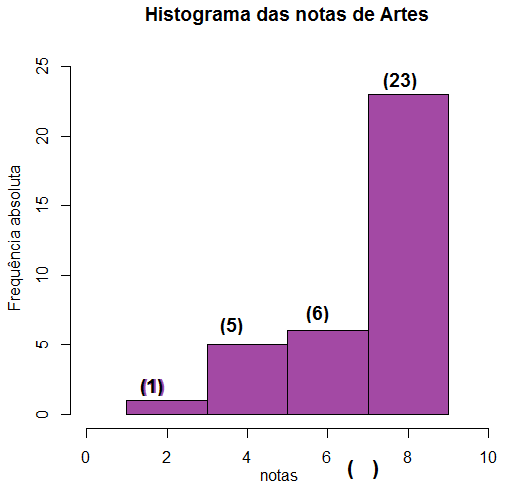 Histograma das notas de Artes
Frequência absoluta
25
20
15
10
5
0
(23)
(6)
(5)
(1)
0 2 4 6 8 10
notas
( )